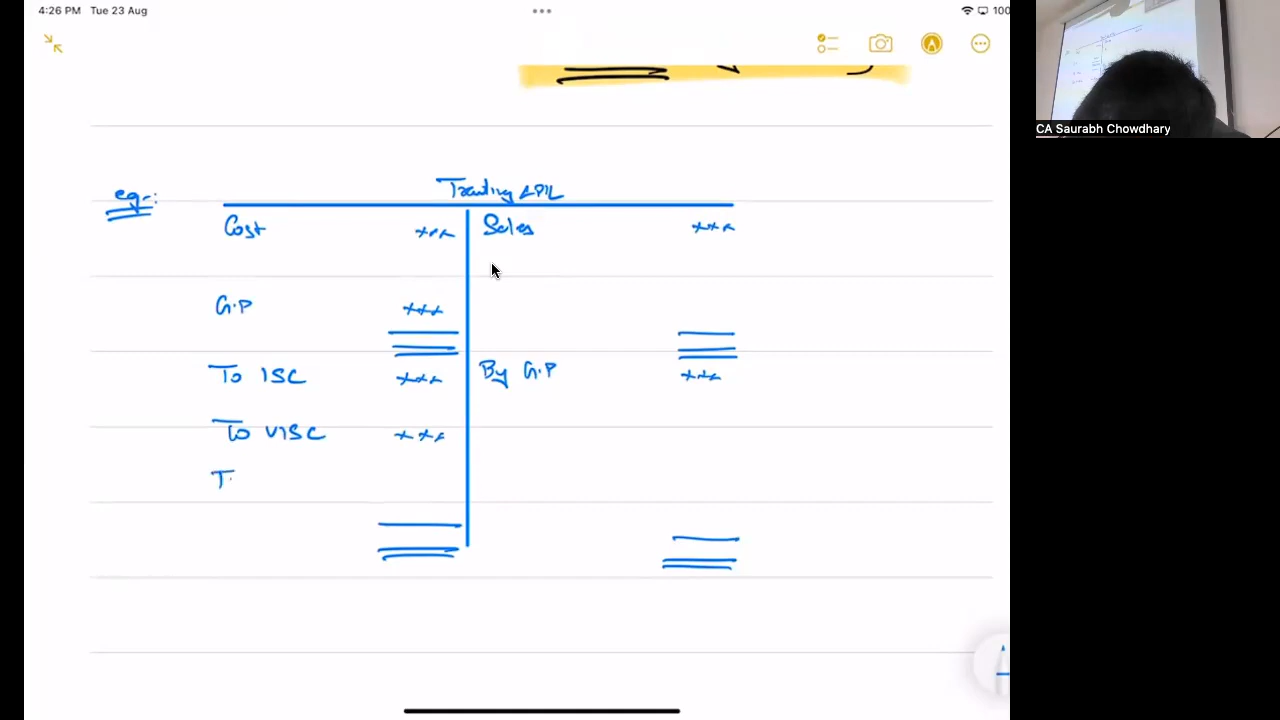 4:26 PM Tue 23 Aug
100
CA Saurabh Chowdhary
eg:-
Trading &P/L
Cost xxx Sales xxx
G.P xxx
To ISC xxx By G.P xxx
To VISC xxx
T.